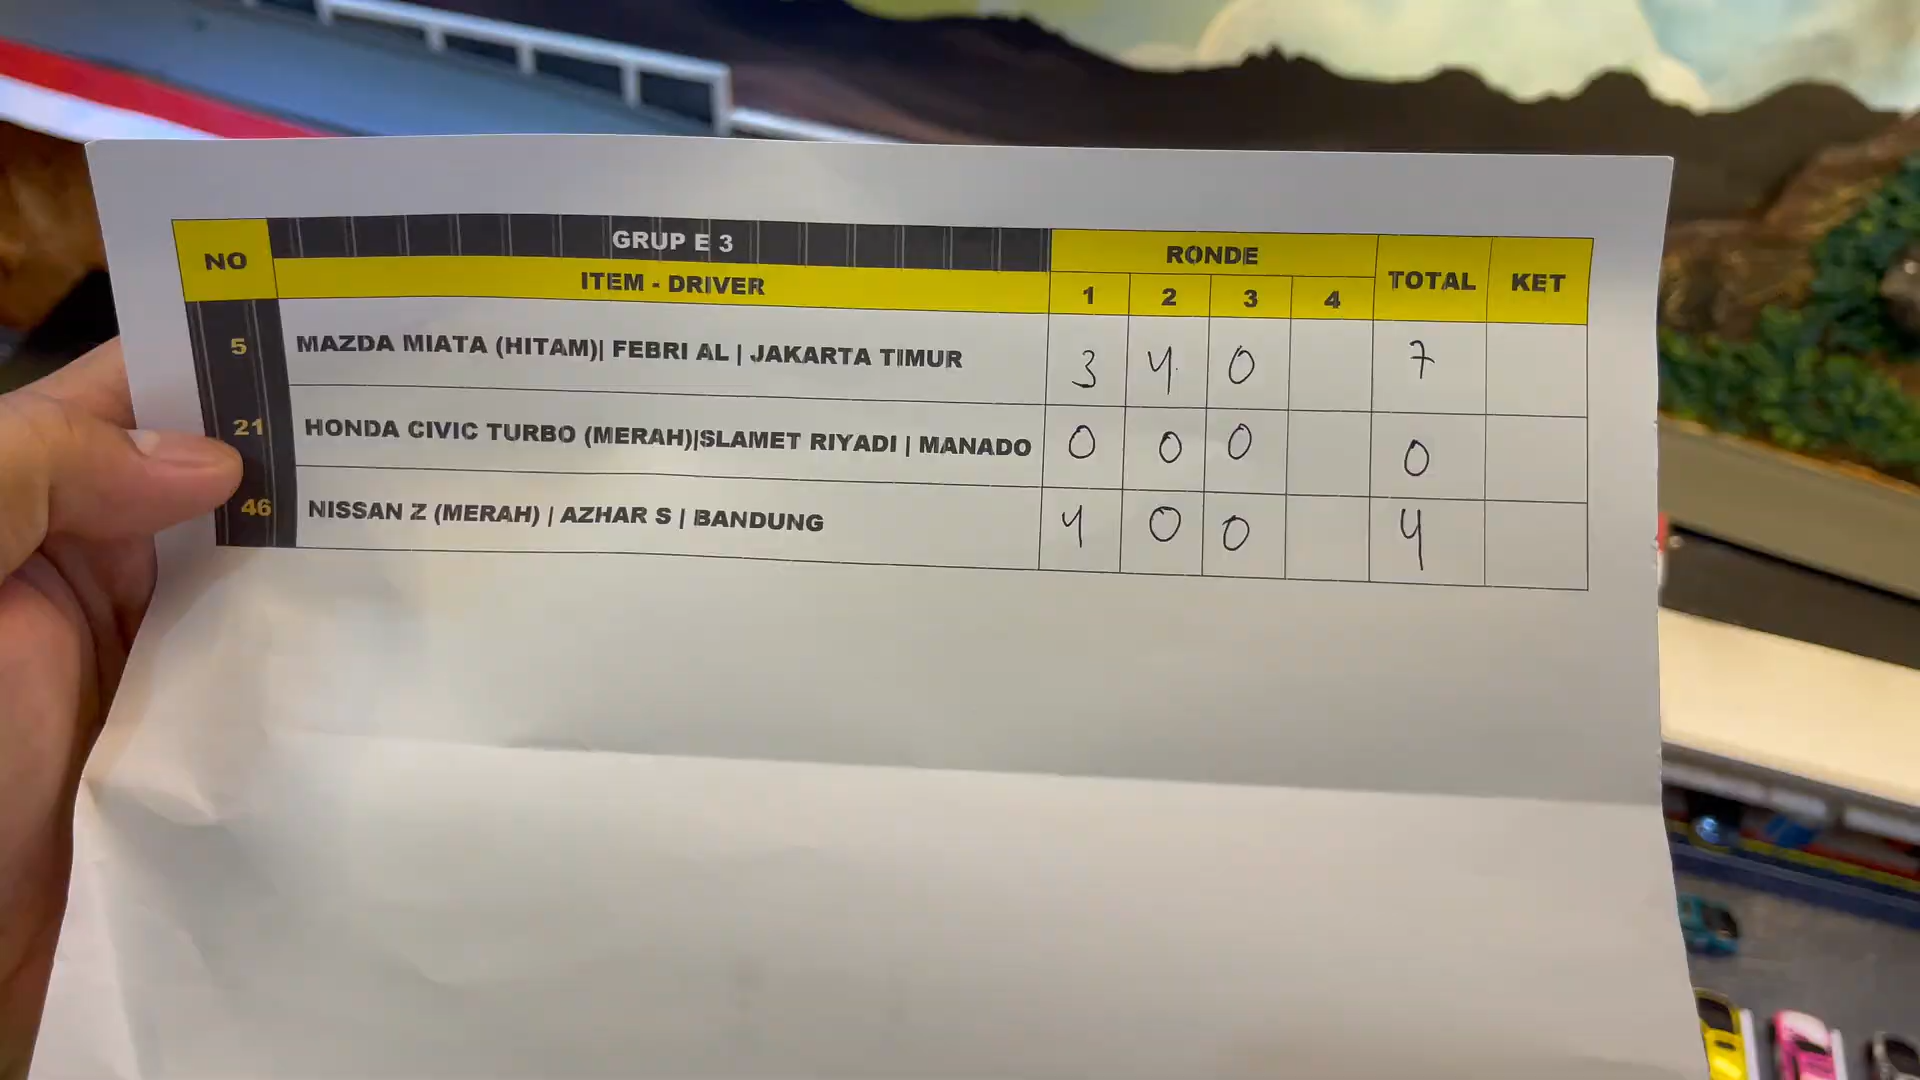 NO GRUP E 3 RONDE TOTAL KET
ITEM - DRIVER 1 2 3 4
5 MAZDA MIATA (HITAM)| FEBRI AL | JAKARTA TIMUR 3 4 0 7
21 HONDA CIVIC TURBO (MERAH)|SLAMET RIYADI | MANADO 0 0 0 0
46 NISSAN Z (MERAH) | AZHAR S | BANDUNG 4 0 0 4